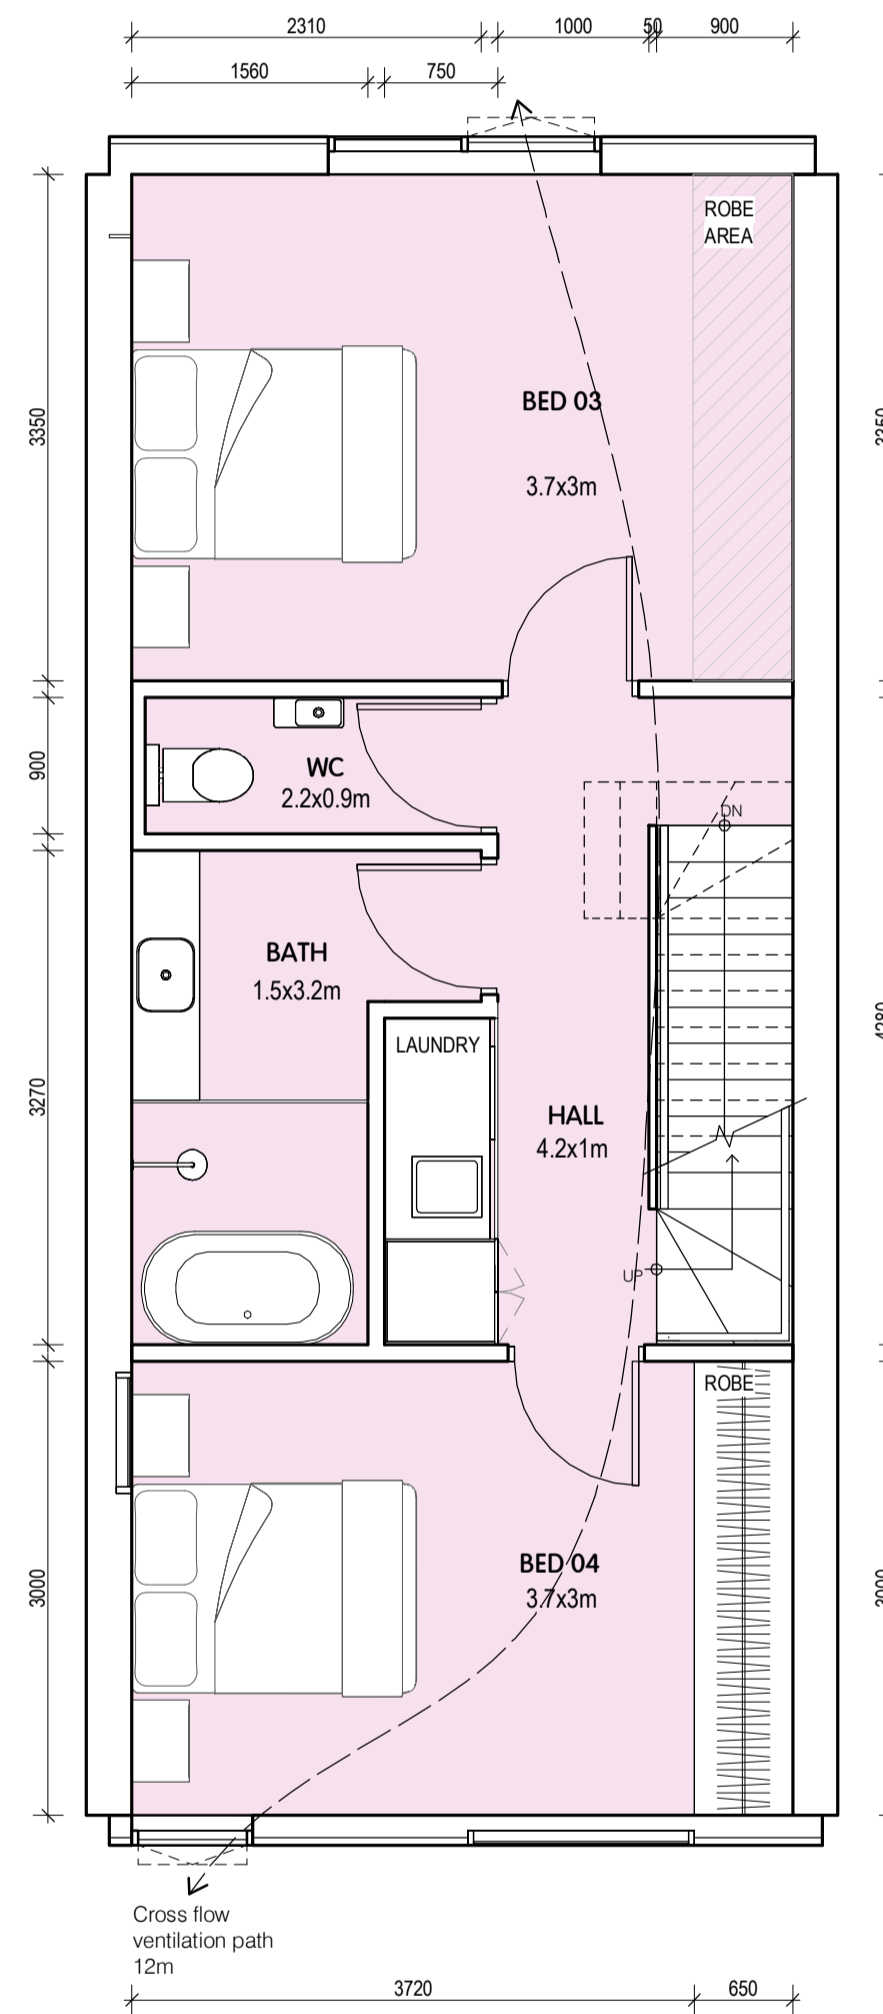 2310
1000
50
900
1560
750
ROBE
AREA
BED 03
3.7x3m
3350
WC
2.2x0.9m
900
DN
BATH
1.5x3.2m
LAUNDRY
3270
HALL
4.2x1m
UP
ROBE
BED 04
3.7x3m
3000
Cross flow
ventilation path
12m
3720
650